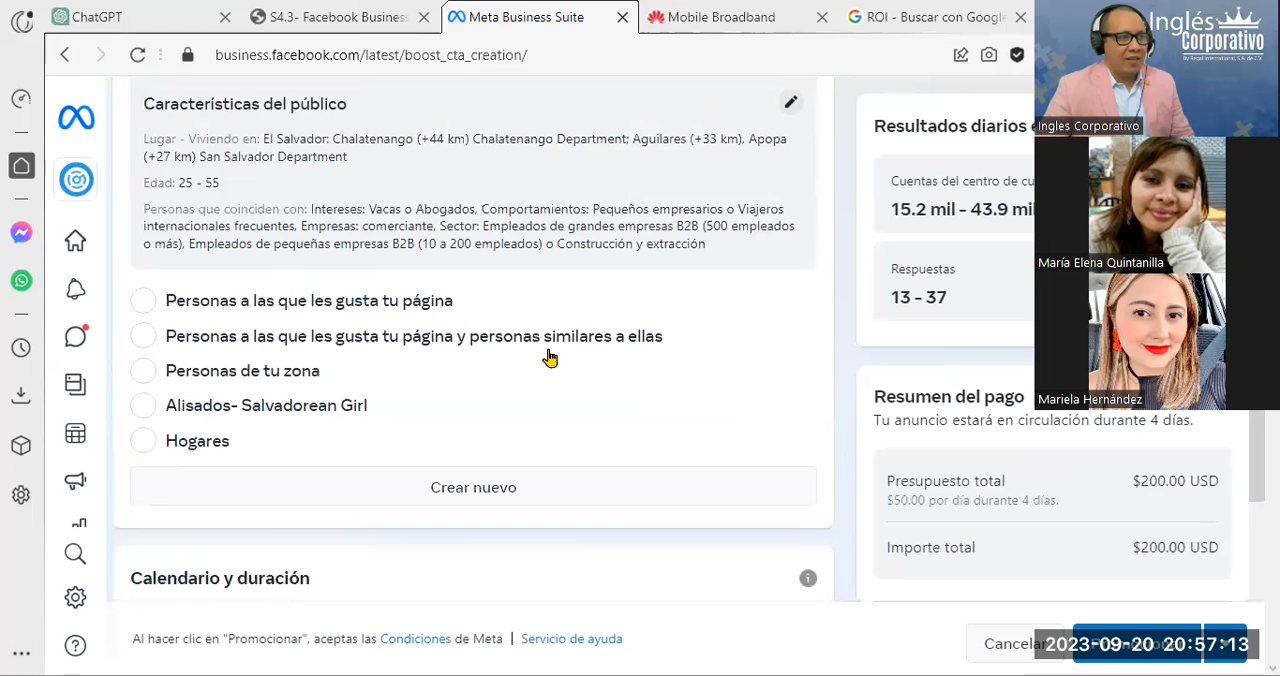 ChatGPT
S4.3- Facebook Business
Meta Business Suite
Mobile Broadband
ROI - Buscar con Google
business.facebook.com/latest/boost_cta_creation/
Inglés
Corporativo
By Regal International, S.A. de C.V.
Ingles Corporativo
Características del público
Lugar - Viviendo en: El Salvador: Chalatenango (+44 km) Chalatenango Department; Aguilares (+33 km), Apopa
(+27 km) San Salvador Department
Edad: 25 - 55
Personas que coinciden con: Intereses: Vacas o Abogados, Comportamientos: Pequeños empresarios o Viajeros
internacionales frecuentes, Empresas: comerciante, Sector: Empleados de grandes empresas B2B (500 empleados
o más), Empleados de pequeñas empresas B2B (10 a 200 empleados) o Construcción y extracción
Personas a las que les gusta tu página
Personas a las que les gusta tu página y personas similares a ellas
Personas de tu zona
Alisados- Salvadorean Girl
Hogares
Crear nuevo
Calendario y duración
Al hacer clic en "Promocionar", aceptas las Condiciones de Meta | Servicio de ayuda
Resultados diarios
Cuentas del centro de cu
15.2 mil - 43.9 mil
Respuestas
13 - 37
María Elena Quintanilla
Mariela Hernández
Resumen del pago
Tu anuncio estará en circulación durante 4 días.
Presupuesto total $200.00 USD
$50.00 por día durante 4 días.
Importe total $200.00 USD
Cancelar
2023-09-20 20:57:13